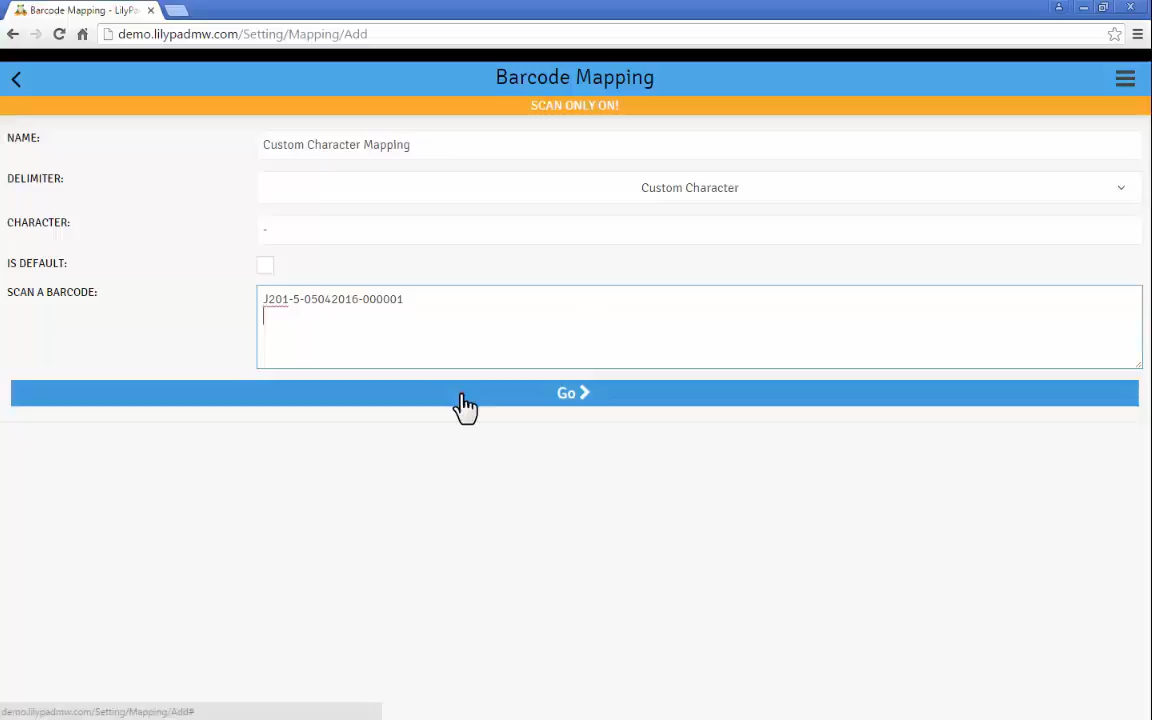 Barcode Mapping - LilyPa
demo.lilypadmw.com/Setting/Mapping/Add
Barcode Mapping
SCAN ONLY ON!
NAME:
Custom Character Mapping
DELIMITER:
Custom Character
CHARACTER:
-
IS DEFAULT:
SCAN A BARCODE:
J201-5-05042016-000001
Go
demo.lilypadmw.com/Setting/Mapping/Add#